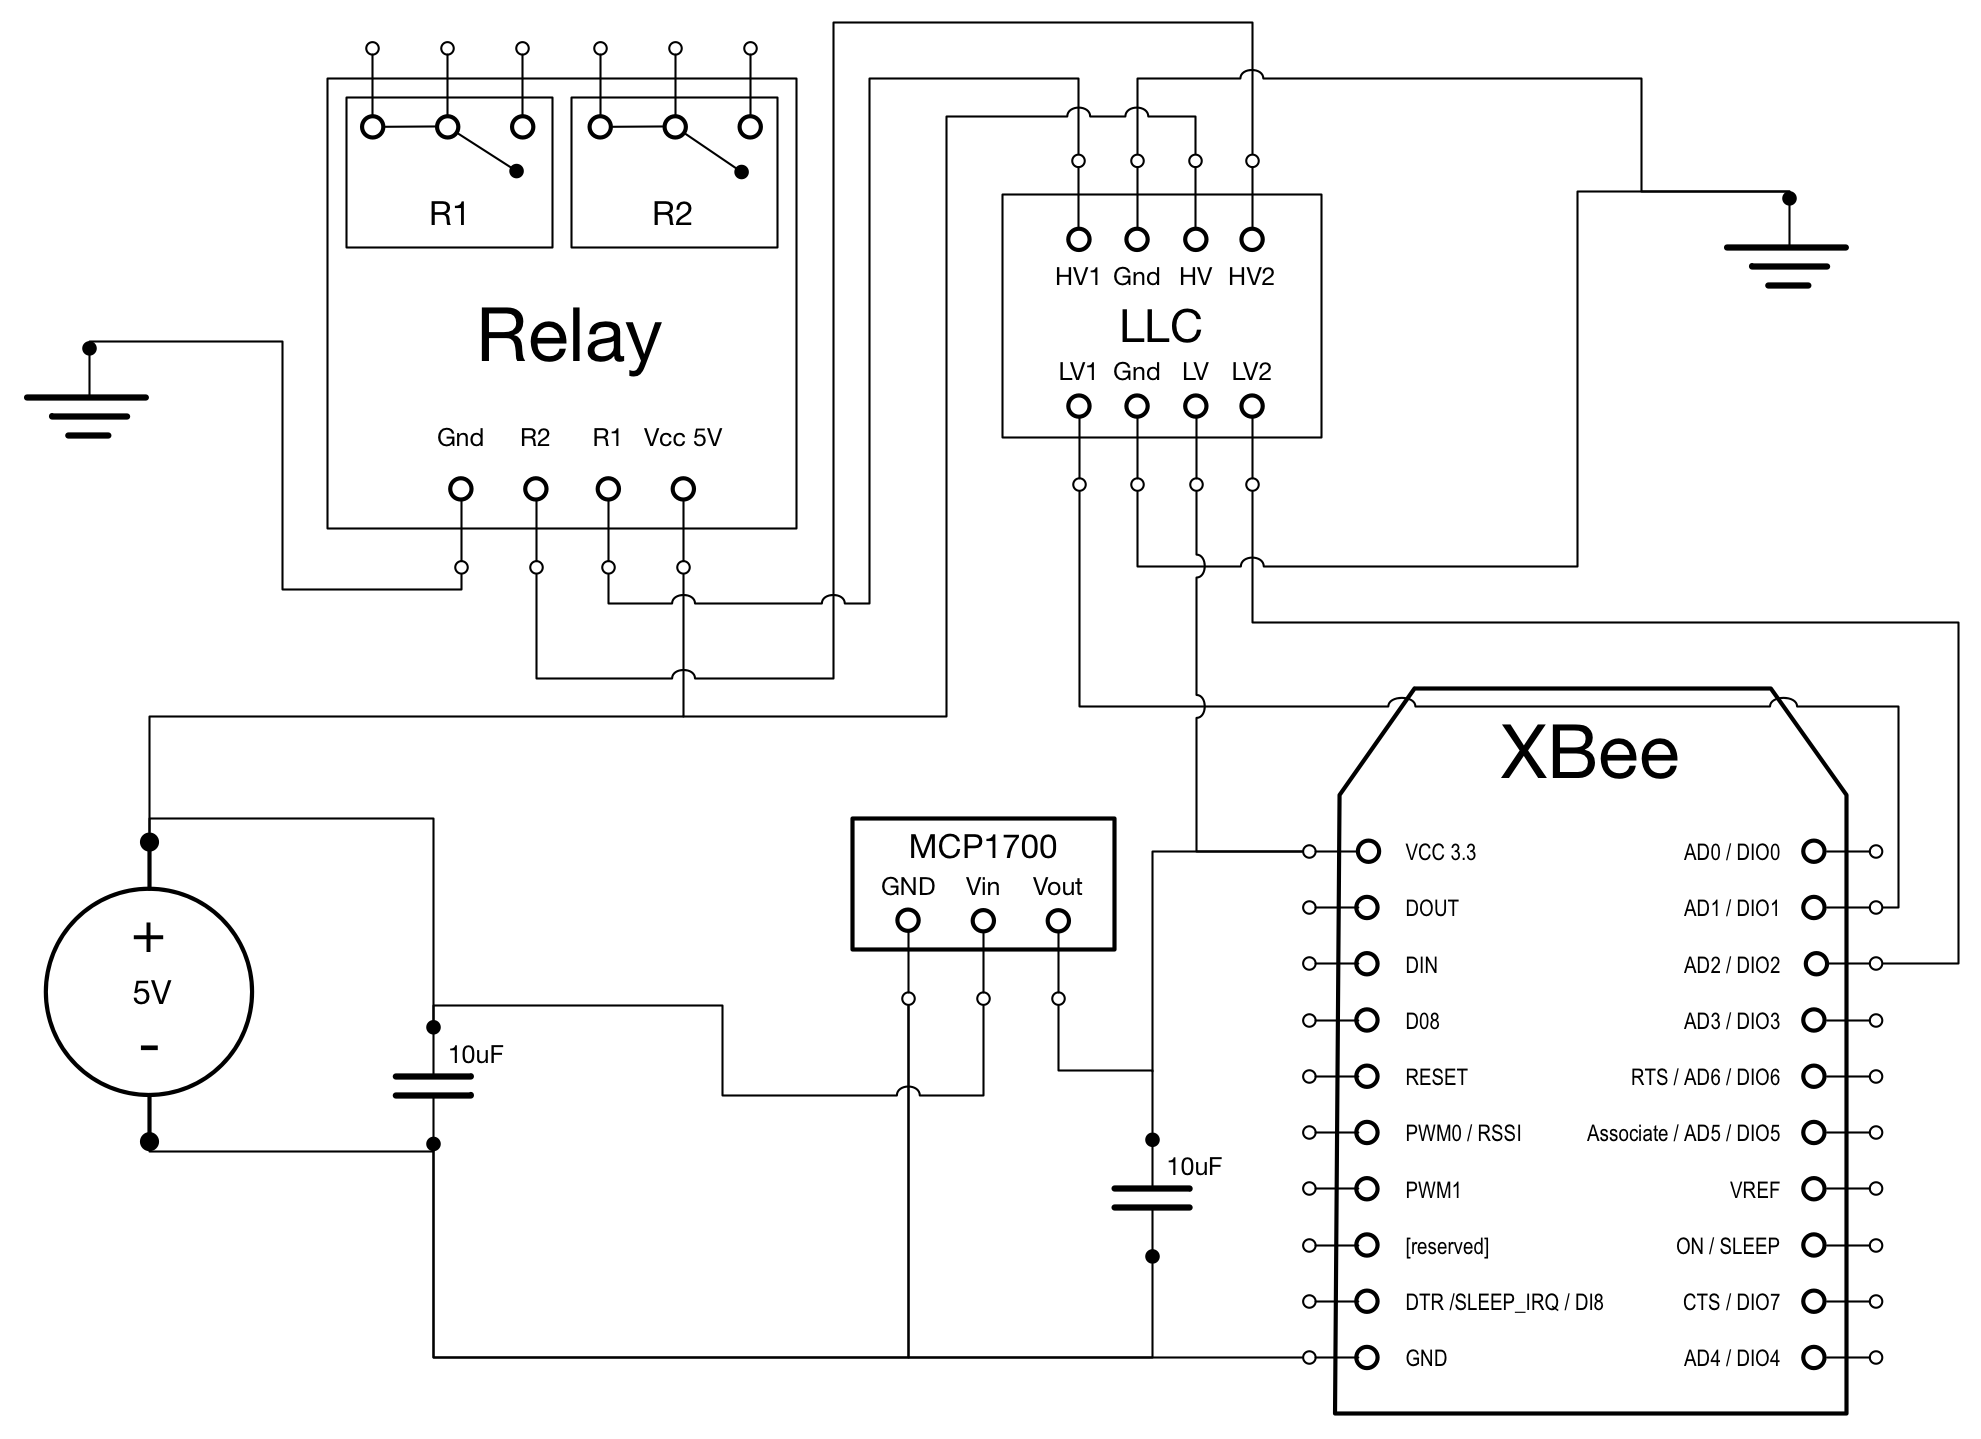 R1 R2
Relay
Gnd R2 R1 Vcc 5V
HV1 Gnd HV HV2
LLC
LV1 Gnd LV LV2
+
5V
-
10uF
MCP1700
GND Vin Vout
10uF
XBee
VCC 3.3 AD0 / DIO0
DOUT AD1 / DIO1
DIN AD2 / DIO2
D08 AD3 / DIO3
RESET RTS / AD6 / DIO6
PWM0 / RSSI Associate / AD5 / DIO5
PWM1 VREF
[reserved] ON / SLEEP
DTR /SLEEP_IRQ / DI8 CTS / DIO7
GND AD4 / DIO4